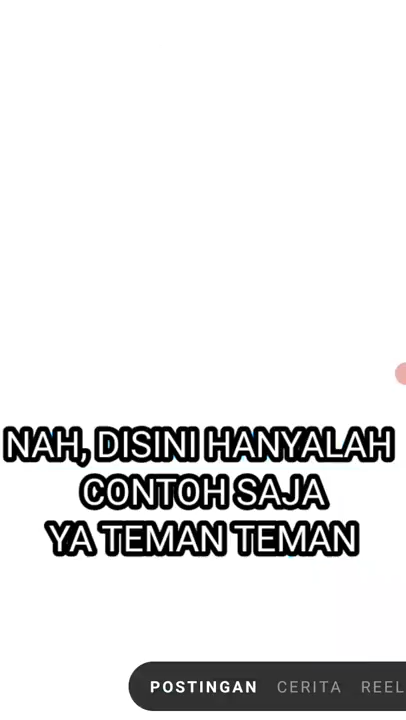 NAH, DISINI HANYALAH
CONTOH SAJA
YA TEMAN TEMAN
POSTINGAN CERITA REEL